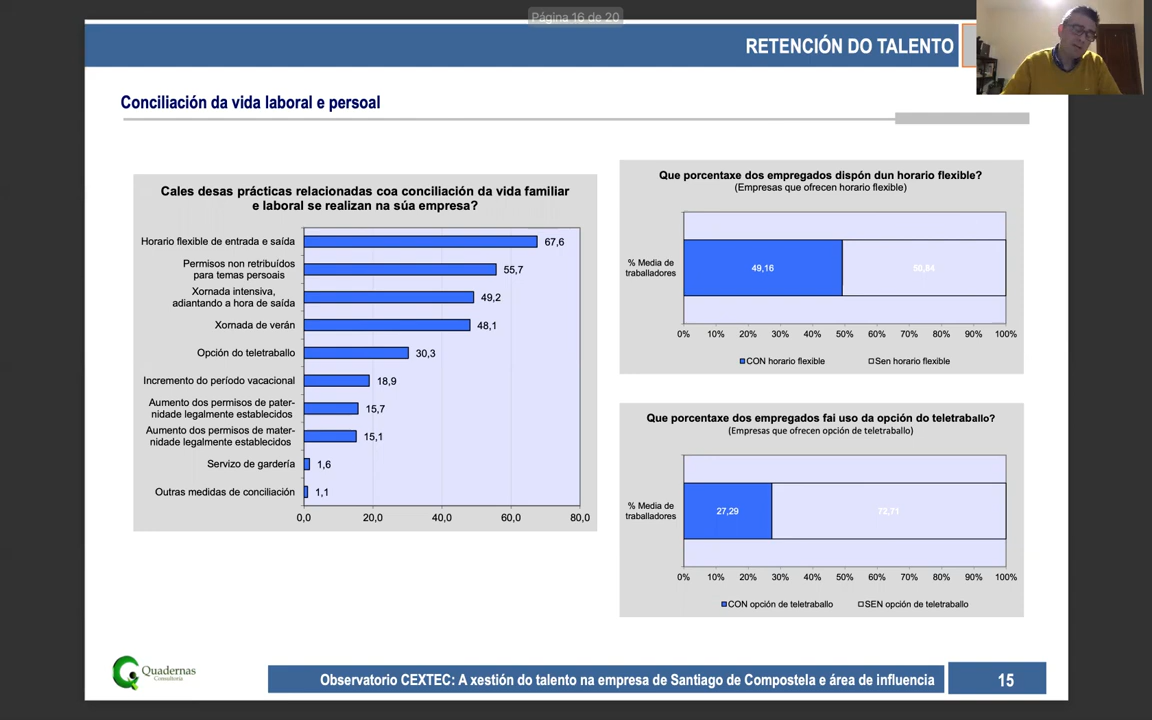 Página 16 de 20
RETENCIÓN DO TALENTO
Conciliación da vida laboral e persoal
Cales desas prácticas relacionadas coa conciliación da vida familiar
e laboral se realizan na súa empresa?
Horario flexible de entrada e saída
67,6
Permisos non retribuídos
para temas persoais
55,7
Xornada intensiva,
adiantando a hora de saída
49,2
Xornada de verán
48,1
Opción do teletraballo
30,3
Incremento do período vacacional
18,9
Aumento dos permisos de pater-
nidade legalmente establecidos
15,7
Aumento dos permisos de mater-
nidade legalmente establecidos
15,1
Servizo de gardería
1,6
Outras medidas de conciliación
1,1
0,0 20,0 40,0 60,0 80,0
Que porcentaxe dos empregados dispón dun horario flexible?
(Empresas que ofrecen horario flexible)
% Media de
traballadores
49,16 50,84
0% 10% 20% 30% 40% 50% 60% 70% 80% 90% 100%
CON horario flexible Sen horario flexible
Que porcentaxe dos empregados fai uso da opción do teletraballo?
(Empresas que ofrecen opción de teletraballo)
% Media de
traballadores
27,29 72,71
0% 10% 20% 30% 40% 50% 60% 70% 80% 90% 100%
CON opción de teletraballo SEN opción de teletraballo
Quadernas
Consultoría
Observatorio CEXTEC: A xestión do talento na empresa de Santiago de Compostela e área de influencia
15